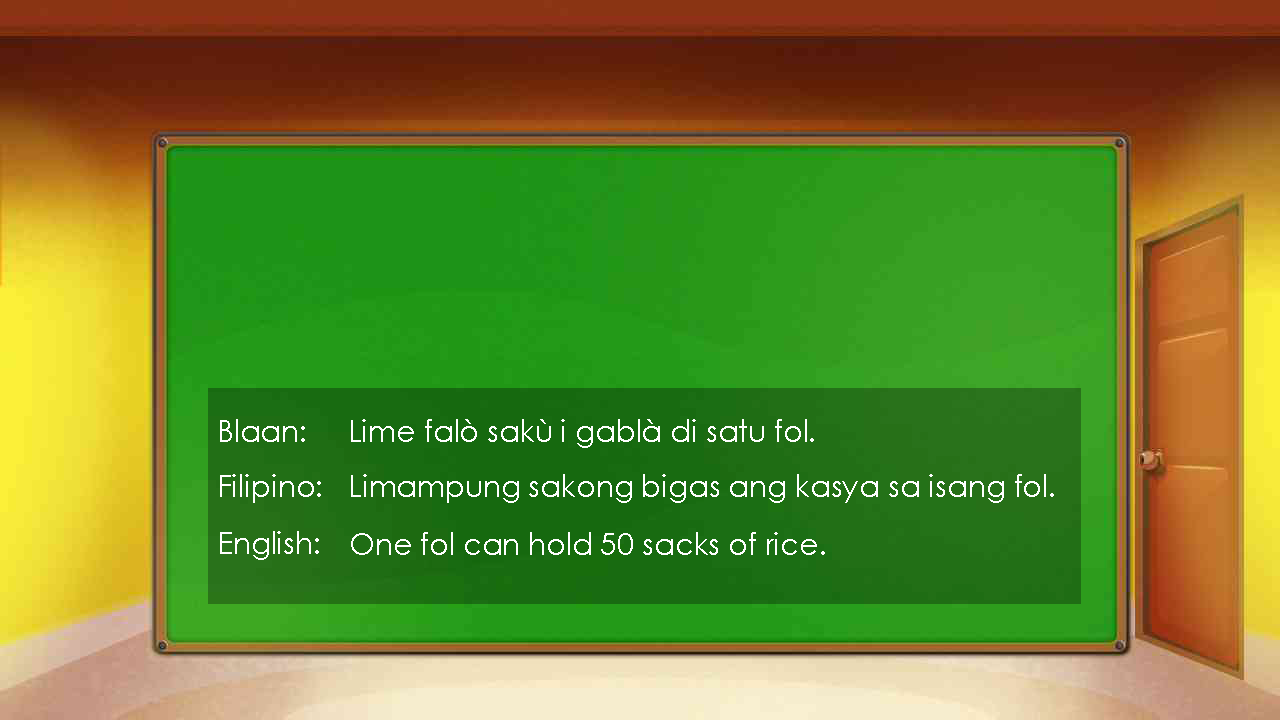 Blaan: Lime falò sakù i gablà di satu fol.
Filipino: Limampung sakong bigas ang kasya sa isang fol.
English: One fol can hold 50 sacks of rice.